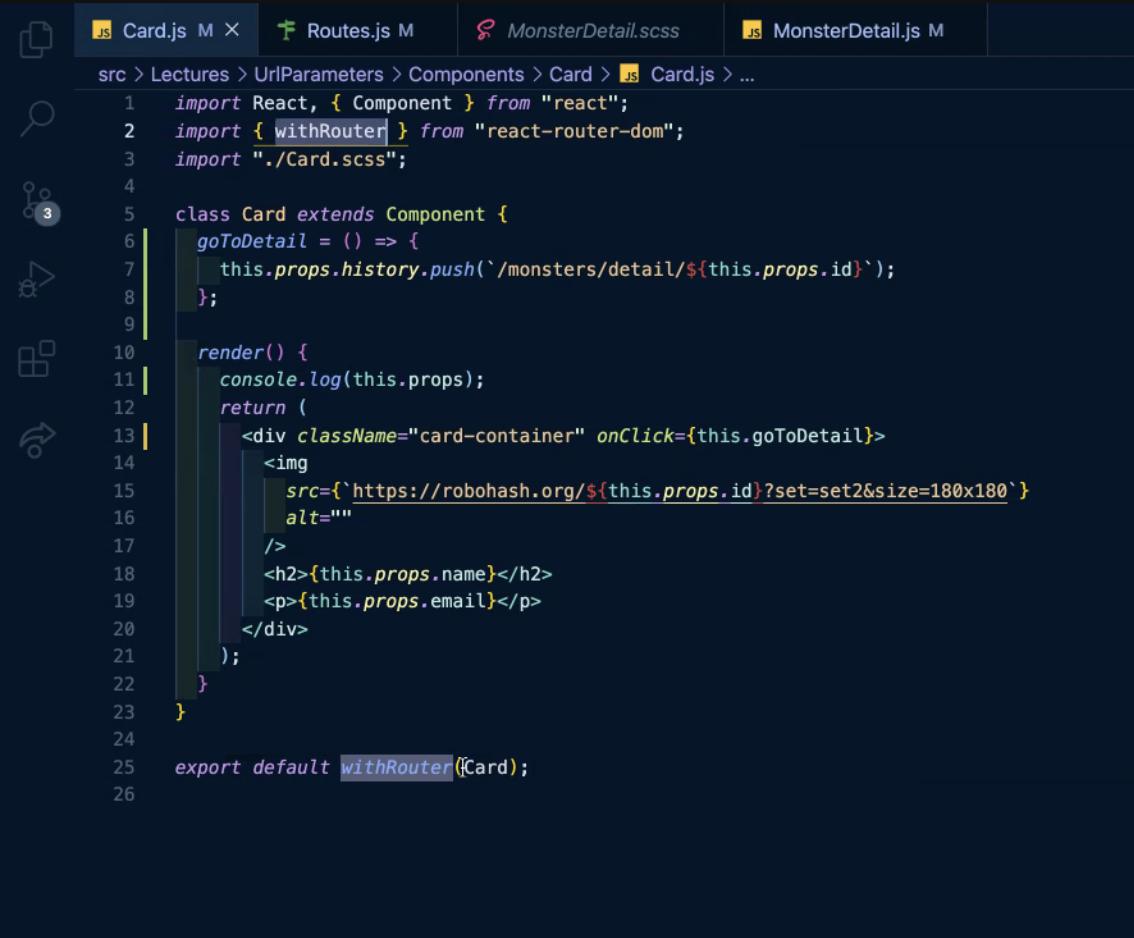 JS Card.js M × Routes.js M MonsterDetail.scss JS MonsterDetail.js M
src > Lectures > UrlParameters > Components > Card > JS Card.js > ...
1 import React, { Component } from "react";
2 import { withRouter } from "react-router-dom";
3 import "./Card.scss";
4
5 class Card extends Component {
6 goToDetail = () => {
7 this.props.history.push(`/monsters/detail/${this.props.id}`);
8 };
9
10 render() {
11 console.log(this.props);
12 return (
13 <div className="card-container" onClick={this.goToDetail}>
14 <img
15 src={`https://robohash.org/${this.props.id}?set=set2&size=180x180`}
16 alt=""
17 />
18 <h2>{this.props.name}</h2>
19 <p>{this.props.email}</p>
20 </div>
21 );
22 }
23 }
24
25 export default withRouter(Card);
26
3